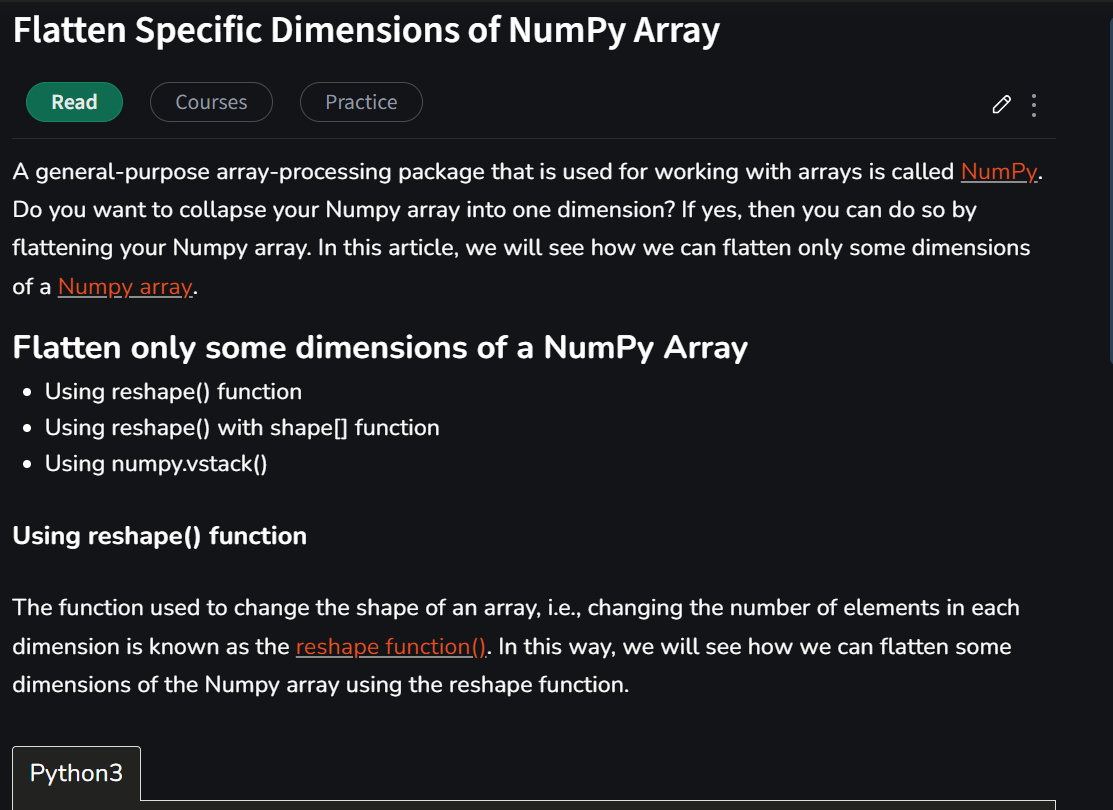 Flatten Specific Dimensions of NumPy Array
Read Courses Practice
A general-purpose array-processing package that is used for working with arrays is called NumPy.
Do you want to collapse your Numpy array into one dimension? If yes, then you can do so by
flattening your Numpy array. In this article, we will see how we can flatten only some dimensions
of a Numpy array.
Flatten only some dimensions of a NumPy Array
• Using reshape() function
• Using reshape() with shape[] function
• Using numpy.vstack()
Using reshape() function
The function used to change the shape of an array, i.e., changing the number of elements in each
dimension is known as the reshape function(). In this way, we will see how we can flatten some
dimensions of the Numpy array using the reshape function.
Python3